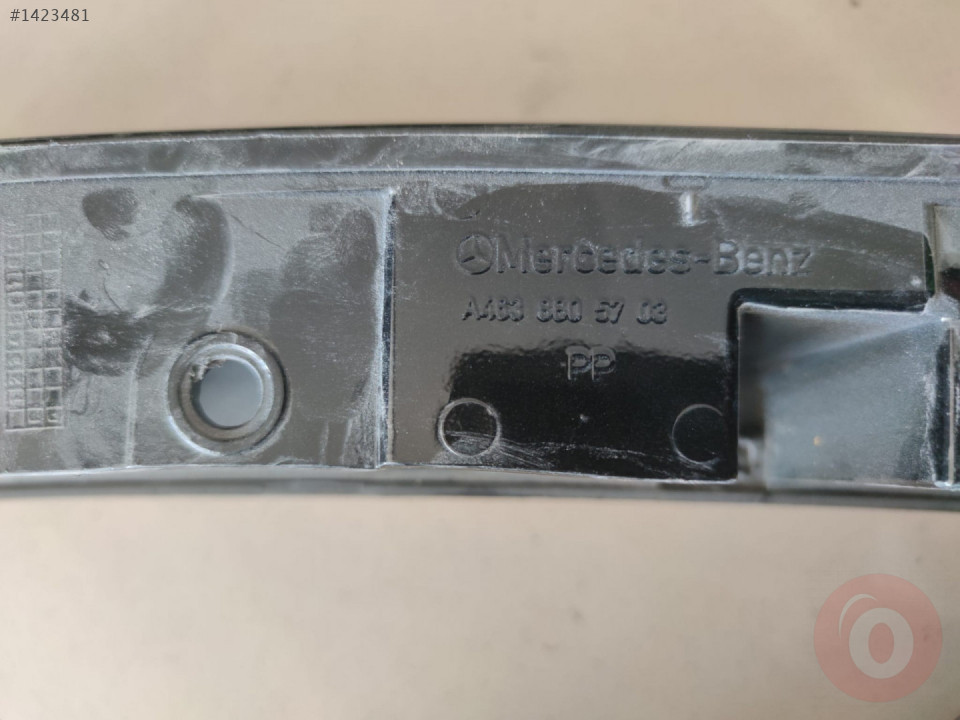 #1423481
Mercedes-Benz
A463 880 57 03
PP